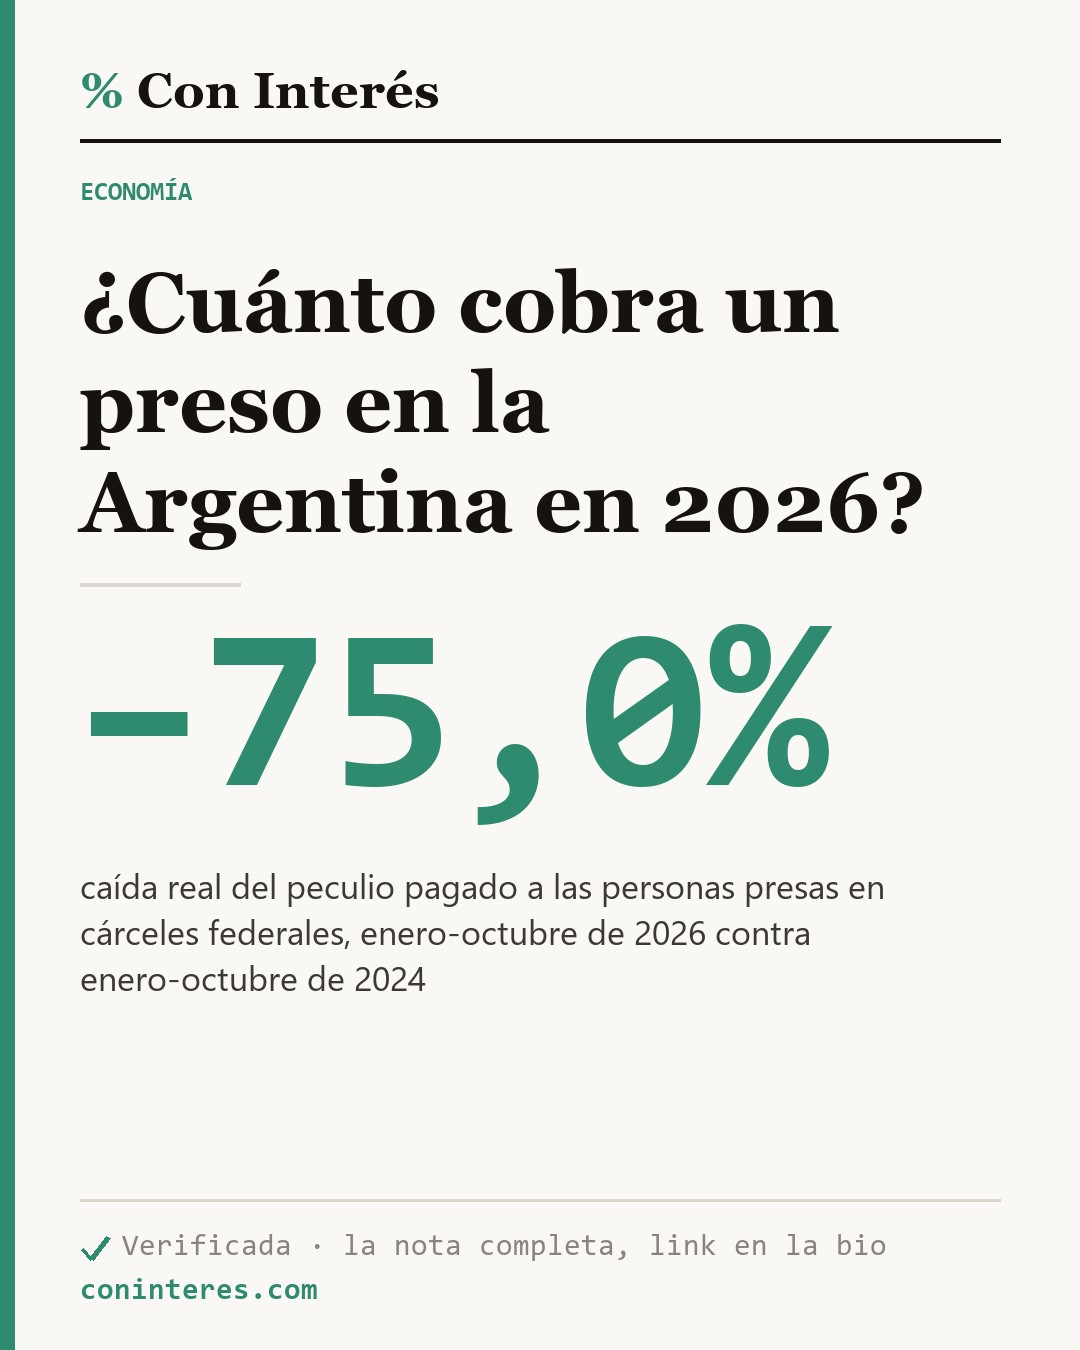 % Con Interés
ECONOMÍA
¿Cuánto cobra un
preso en la
Argentina en 2026?
−75,0%
caída real del peculio pagado a las personas presas en
cárceles federales, enero-octubre de 2026 contra
enero-octubre de 2024
✓ Verificada · la nota completa, link en la bio
coninteres.com